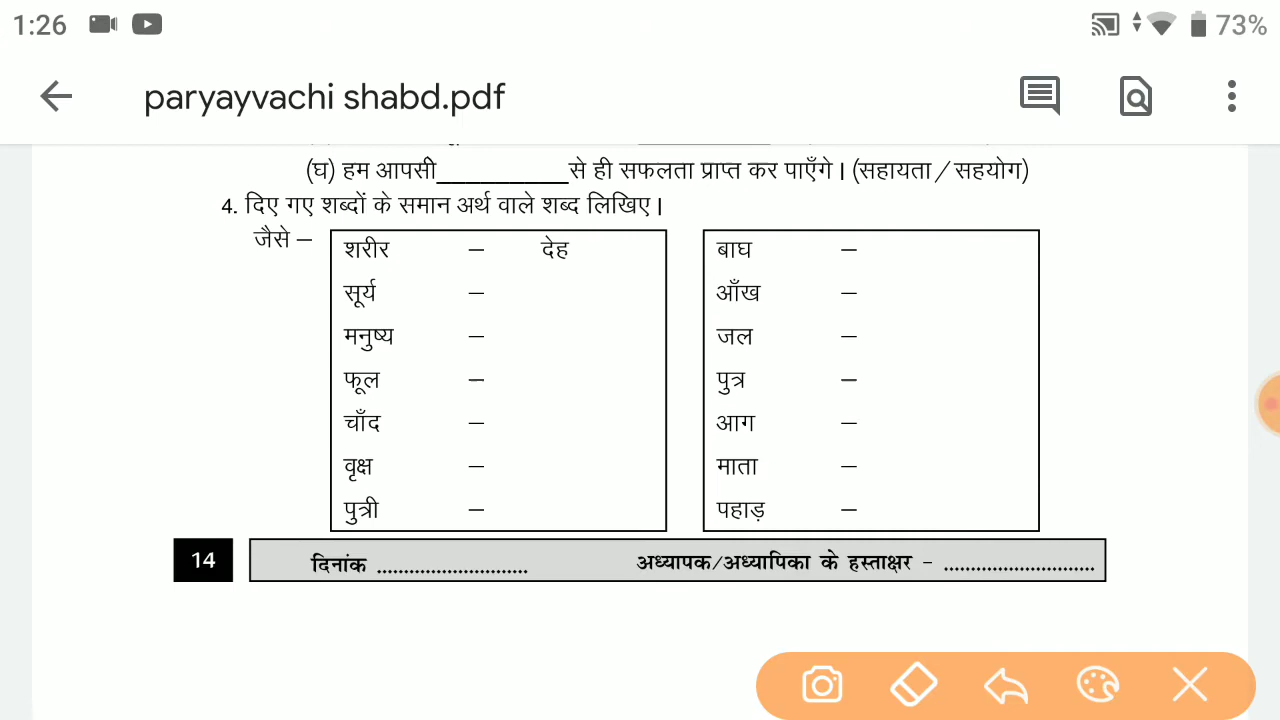 1:26 73%
paryayvachi shabd.pdf
(घ) हम आपसी__________से ही सफलता प्राप्त कर पाएँगे। (सहायता/सहयोग)
4. दिए गए शब्दों के समान अर्थ वाले शब्द लिखिए।
जैसे –
शरीर – देह
सूर्य –
मनुष्य –
फूल –
चाँद –
वृक्ष –
पुत्री –
बाघ –
आँख –
जल –
पुत्र –
आग –
माता –
पहाड़ –
14 दिनांक ............................ अध्यापक/अध्यापिका के हस्ताक्षर - ............................